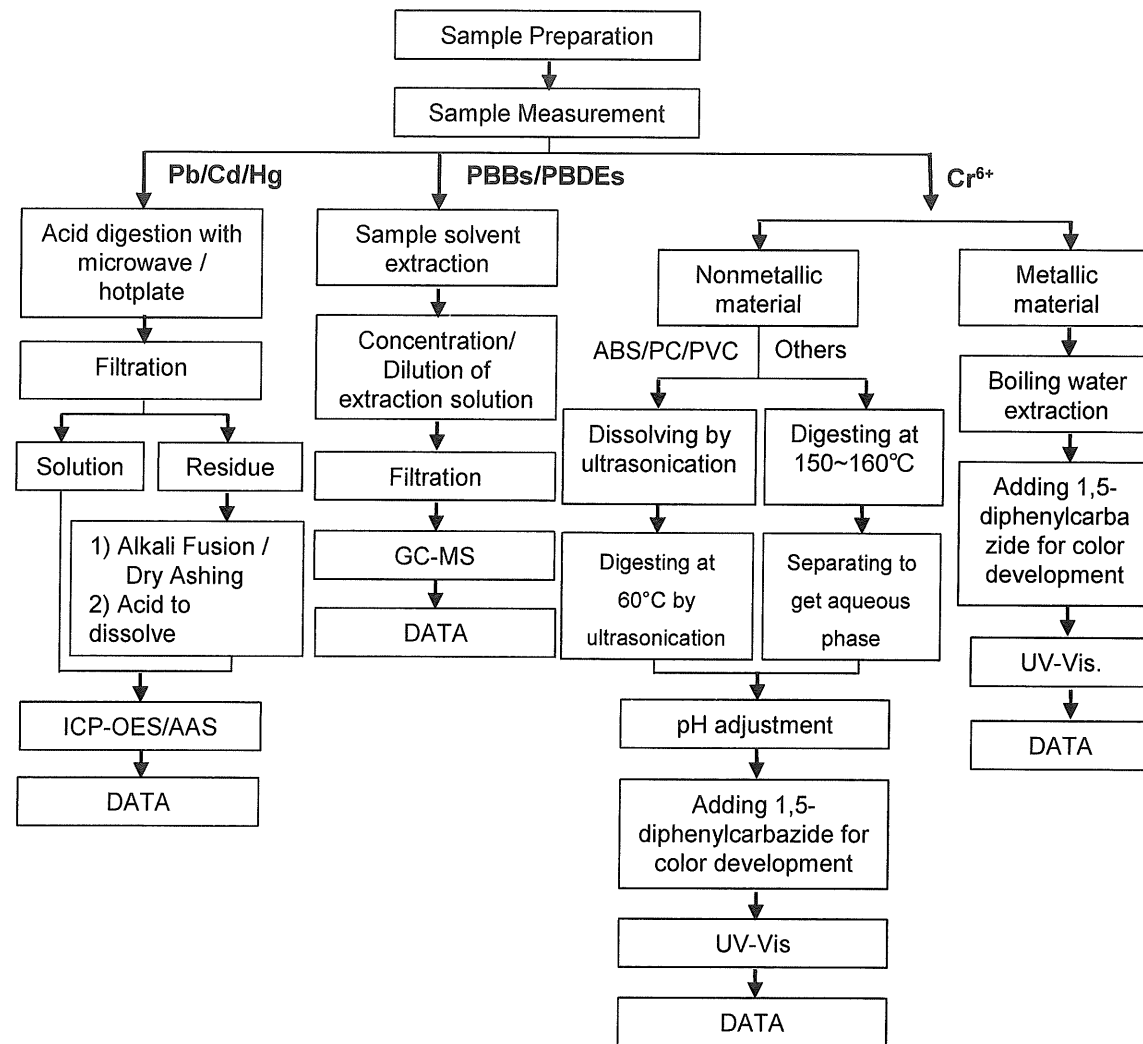 Sample Preparation
Sample Measurement
Pb/Cd/Hg
PBBs/PBDEs
Cr⁶⁺
Acid digestion with
microwave /
hotplate
Filtration
Solution
Residue
1) Alkali Fusion /
Dry Ashing
2) Acid to
dissolve
ICP-OES/AAS
DATA
Sample solvent
extraction
Concentration/
Dilution of
extraction solution
Filtration
GC-MS
DATA
Nonmetallic
material
ABS/PC/PVC
Others
Dissolving by
ultrasonication
Digesting at
60°C by
ultrasonication
Digesting at
150~160℃
Separating to
get aqueous
phase
pH adjustment
Adding 1,5-
diphenylcarbazide for
color development
UV-Vis
DATA
Metallic
material
Boiling water
extraction
Adding 1,5-
diphenylcarba
zide for color
development
UV-Vis.
DATA